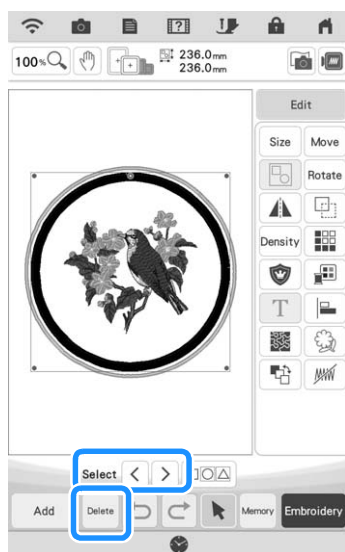 100% 236.0mm
236.0mm
Edit
Size Move
Rotate
Density
T
Select < >
Add Delete Memory Embroidery